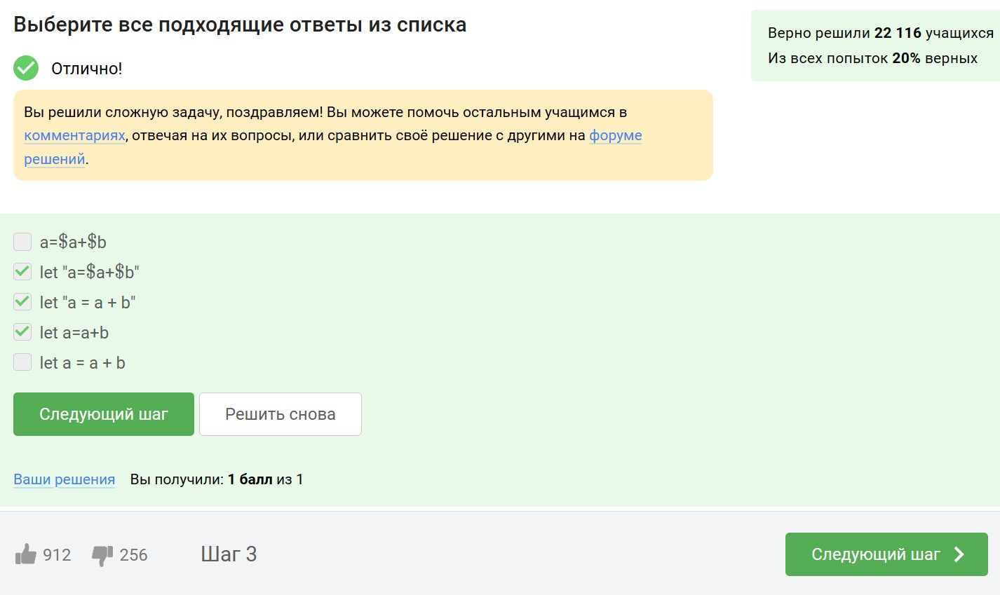 Выберите все подходящие ответы из списка
Верно решили 22 116 учащихся
Из всех попыток 20% верных
Отлично!
Вы решили сложную задачу, поздравляем! Вы можете помочь остальным учащимся в
комментариях, отвечая на их вопросы, или сравнить своё решение с другими на форуме
решений.
a=$a+$b
let "a=$a+$b"
let "a = a + b"
let a=a+b
let a = a + b
Следующий шаг
Решить снова
Ваши решения Вы получили: 1 балл из 1
912 256 Шаг 3
Следующий шаг